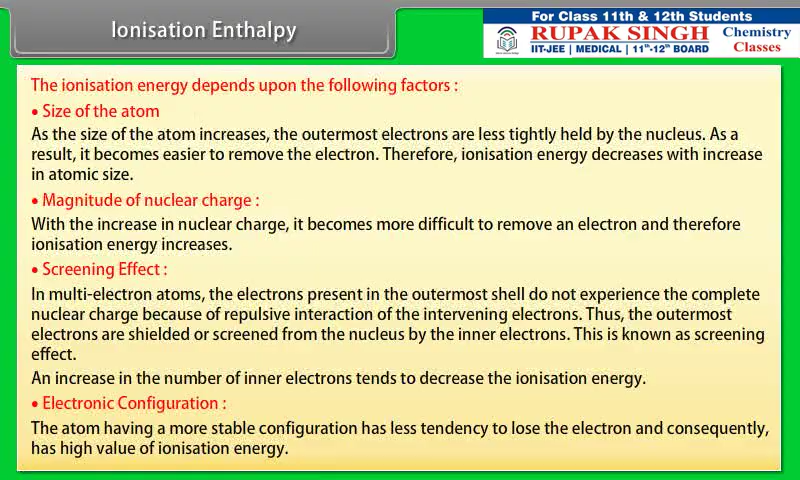 Ionisation Enthalpy
For Class 11th & 12th Students
RUPAK SINGH
Chemistry
Classes
IIT-JEE | MEDICAL | 11th-12th BOARD
The ionisation energy depends upon the following factors :
• Size of the atom
As the size of the atom increases, the outermost electrons are less tightly held by the nucleus. As a
result, it becomes easier to remove the electron. Therefore, ionisation energy decreases with increase
in atomic size.
• Magnitude of nuclear charge :
With the increase in nuclear charge, it becomes more difficult to remove an electron and therefore
ionisation energy increases.
• Screening Effect :
In multi-electron atoms, the electrons present in the outermost shell do not experience the complete
nuclear charge because of repulsive interaction of the intervening electrons. Thus, the outermost
electrons are shielded or screened from the nucleus by the inner electrons. This is known as screening
effect.
An increase in the number of inner electrons tends to decrease the ionisation energy.
• Electronic Configuration :
The atom having a more stable configuration has less tendency to lose the electron and consequently,
has high value of ionisation energy.